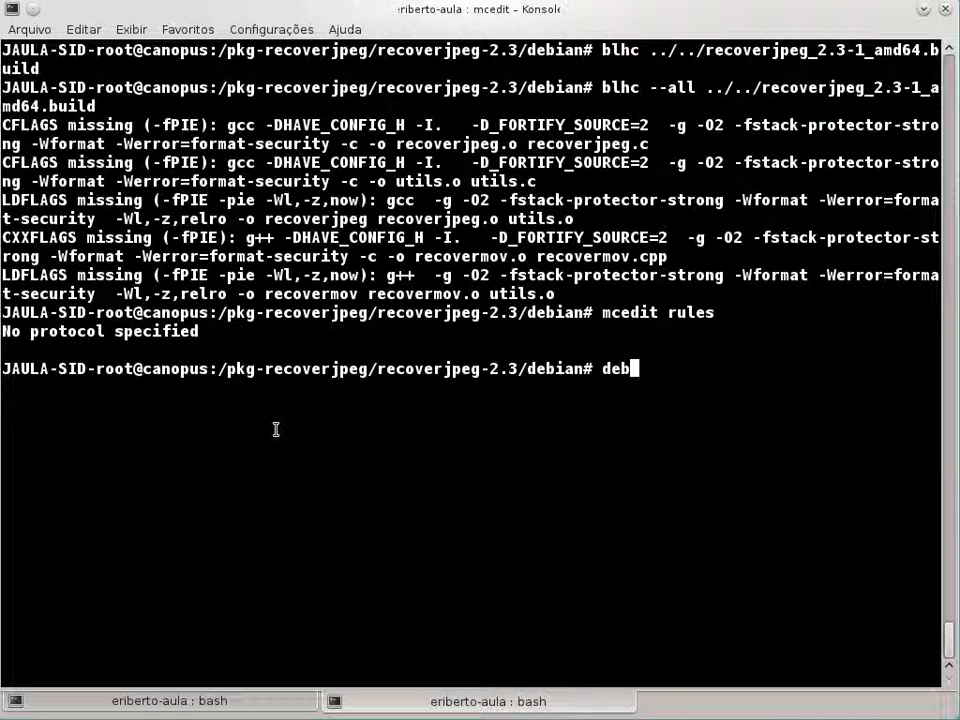 eriberto-aula : mcedit – Konsole
Arquivo Editar Exibir Favoritos Configurações Ajuda
JAULA-SID-root@canopus:/pkg-recoverjpeg/recoverjpeg-2.3/debian# blhc ../../recoverjpeg_2.3-1_amd64.b
uild
JAULA-SID-root@canopus:/pkg-recoverjpeg/recoverjpeg-2.3/debian# blhc --all ../../recoverjpeg_2.3-1_a
md64.build
CFLAGS missing (-fPIE): gcc -DHAVE_CONFIG_H -I.   -D_FORTIFY_SOURCE=2  -g -O2 -fstack-protector-stro
ng -Wformat -Werror=format-security -c -o recoverjpeg.o recoverjpeg.c
CFLAGS missing (-fPIE): gcc -DHAVE_CONFIG_H -I.   -D_FORTIFY_SOURCE=2  -g -O2 -fstack-protector-stro
ng -Wformat -Werror=format-security -c -o utils.o utils.c
LDFLAGS missing (-fPIE -pie -Wl,-z,now): gcc  -g -O2 -fstack-protector-strong -Wformat -Werror=forma
t-security  -Wl,-z,relro -o recoverjpeg recoverjpeg.o utils.o
CXXFLAGS missing (-fPIE): g++ -DHAVE_CONFIG_H -I.   -D_FORTIFY_SOURCE=2  -g -O2 -fstack-protector-st
rong -Wformat -Werror=format-security -c -o recovermov.o recovermov.cpp
LDFLAGS missing (-fPIE -pie -Wl,-z,now): g++  -g -O2 -fstack-protector-strong -Wformat -Werror=forma
t-security  -Wl,-z,relro -o recovermov recovermov.o utils.o
JAULA-SID-root@canopus:/pkg-recoverjpeg/recoverjpeg-2.3/debian# mcedit rules
No protocol specified
JAULA-SID-root@canopus:/pkg-recoverjpeg/recoverjpeg-2.3/debian# deb
eriberto-aula : bash
eriberto-aula : bash